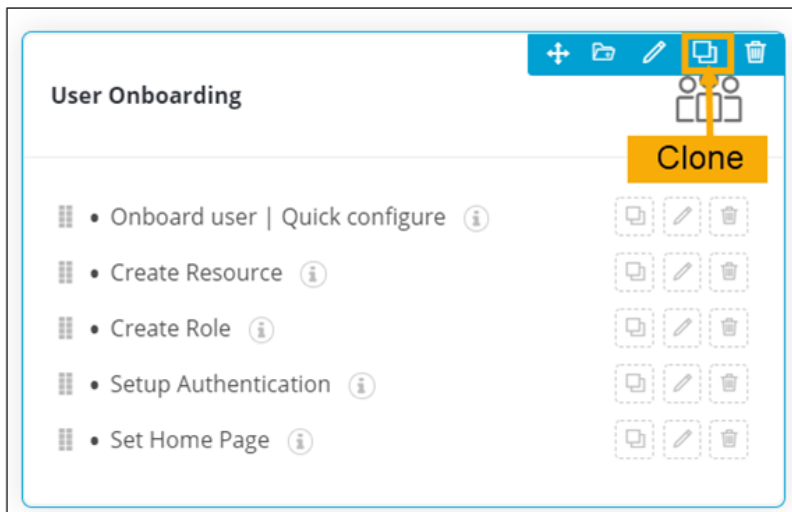 User Onboarding
Clone
• Onboard user | Quick configure
• Create Resource
• Create Role
• Setup Authentication
• Set Home Page